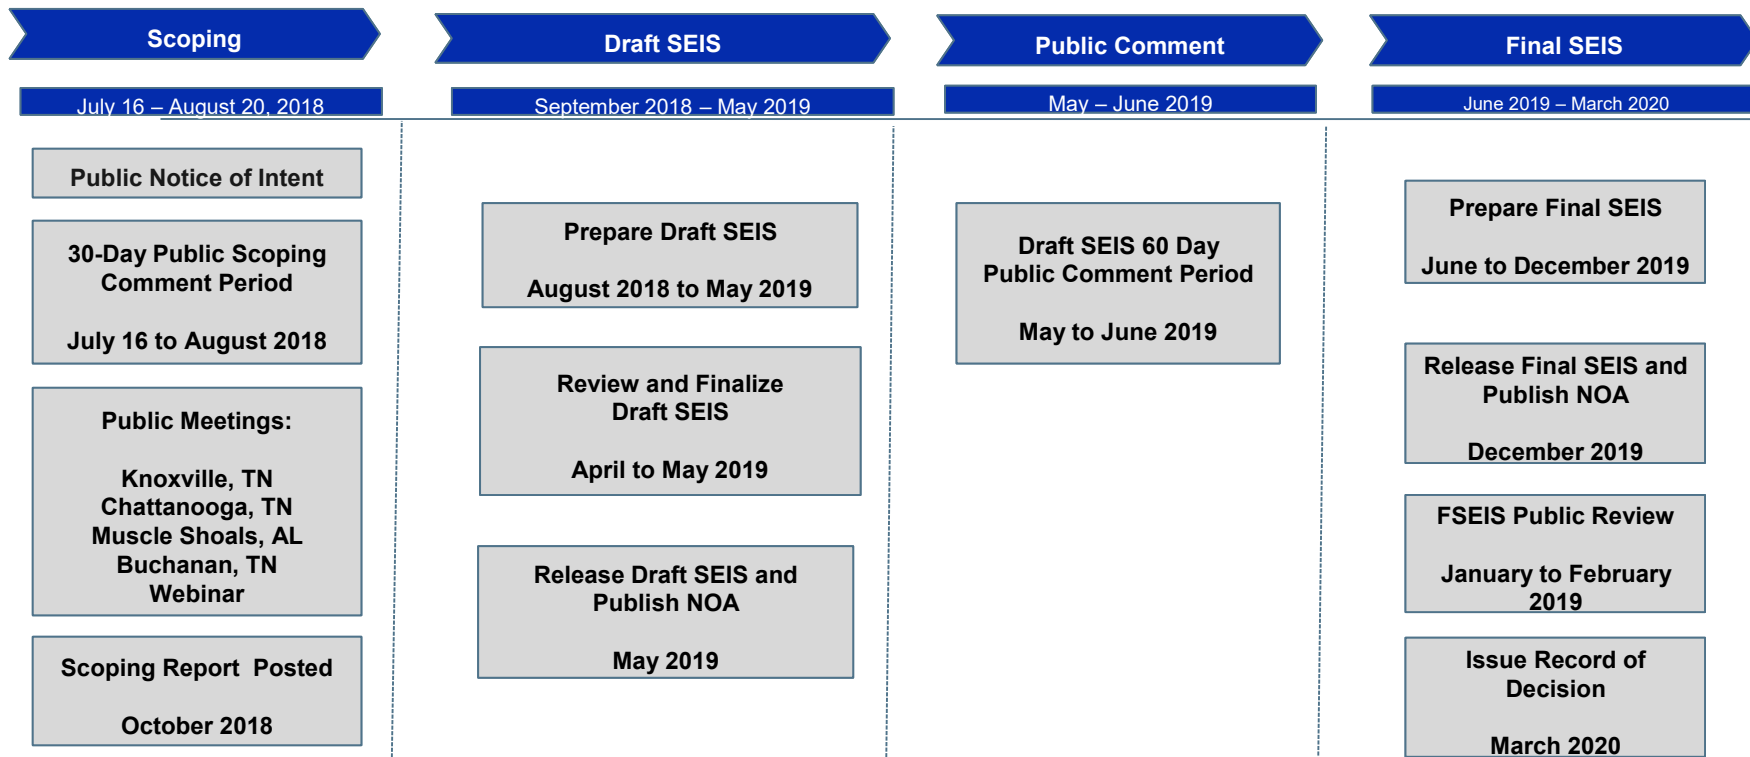 Scoping
Draft SEIS
Public Comment
Final SEIS
July 16 – August 20, 2018
September 2018 – May 2019
May – June 2019
June 2019 – March 2020
Public Notice of Intent
30-Day Public Scoping
Comment Period
July 16 to August 2018
Public Meetings:
Knoxville, TN
Chattanooga, TN
Muscle Shoals, AL
Buchanan, TN
Webinar
Scoping Report Posted
October 2018
Prepare Draft SEIS
August 2018 to May 2019
Review and Finalize
Draft SEIS
April to May 2019
Release Draft SEIS and
Publish NOA
May 2019
Draft SEIS 60 Day
Public Comment Period
May to June 2019
Prepare Final SEIS
June to December 2019
Release Final SEIS and
Publish NOA
December 2019
FSEIS Public Review
January to February
2019
Issue Record of
Decision
March 2020